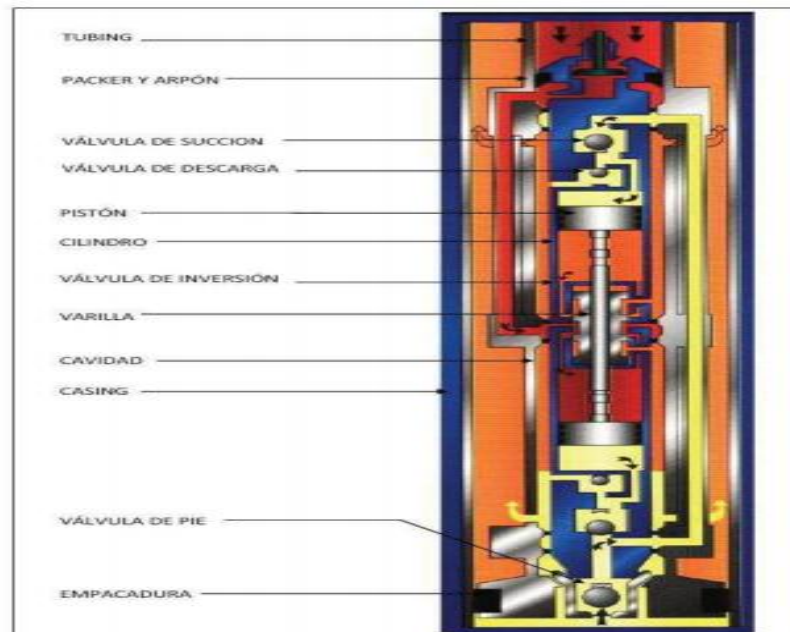 TUBING
PACKER Y ARPÓN
VÁLVULA DE SUCCION
VÁLVULA DE DESCARGA
PISTÓN
CILINDRO
VÁLVULA DE INVERSIÓN
VARILLA
CAVIDAD
CASING
VÁLVULA DE PIE
EMPACADURA